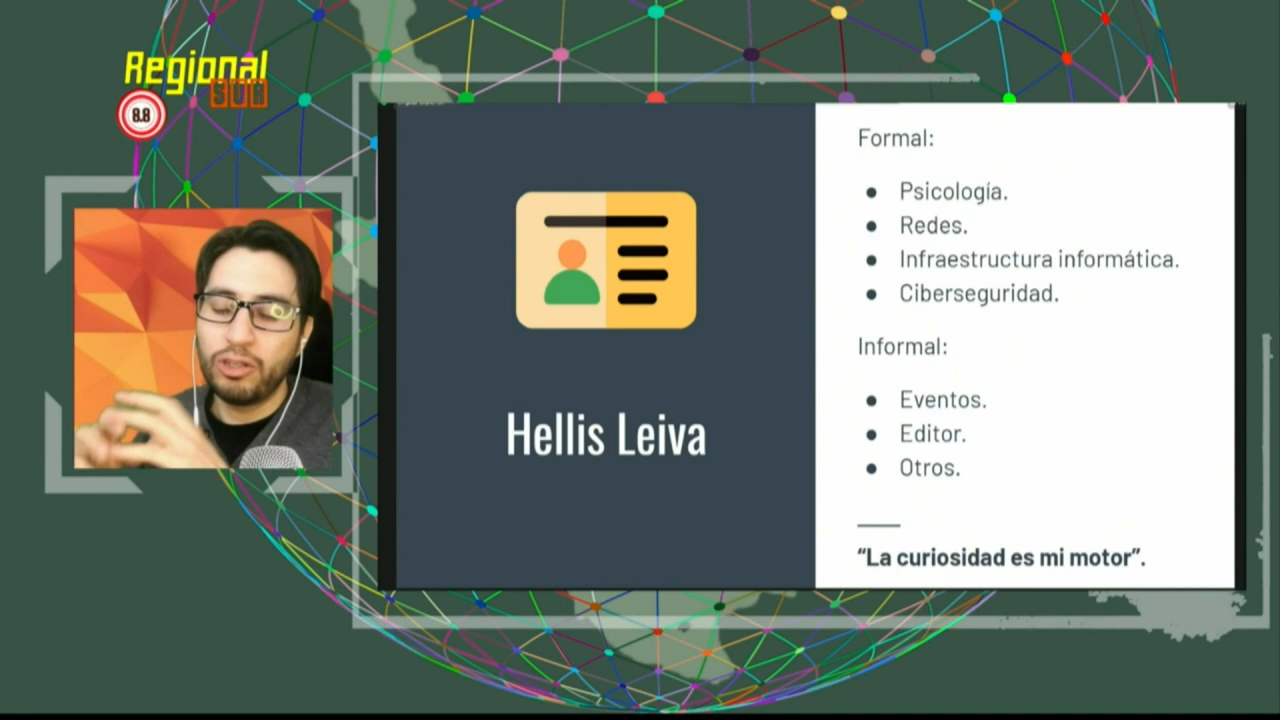 Regional
SUR
8.8
Formal:
● Psicología.
● Redes.
● Infraestructura informática.
● Ciberseguridad.
Informal:
● Eventos.
● Editor.
● Otros.
“La curiosidad es mi motor”.
Hellis Leiva